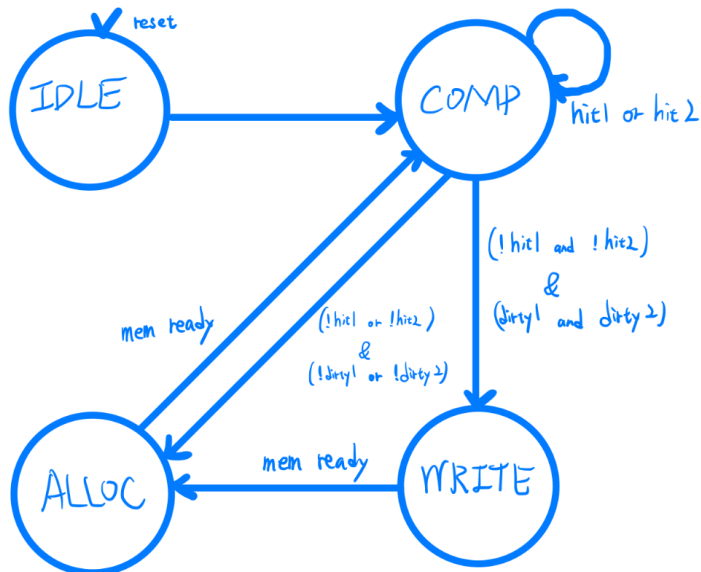 reset
IDLE
COMP
hit1 or hit2
(!hit1 and !hit2)
&
(dirty1 and dirty2)
mem ready
(!hit1 or !hit2)
&
(!dirty1 or !dirty2)
ALLOC
mem ready
WRITE